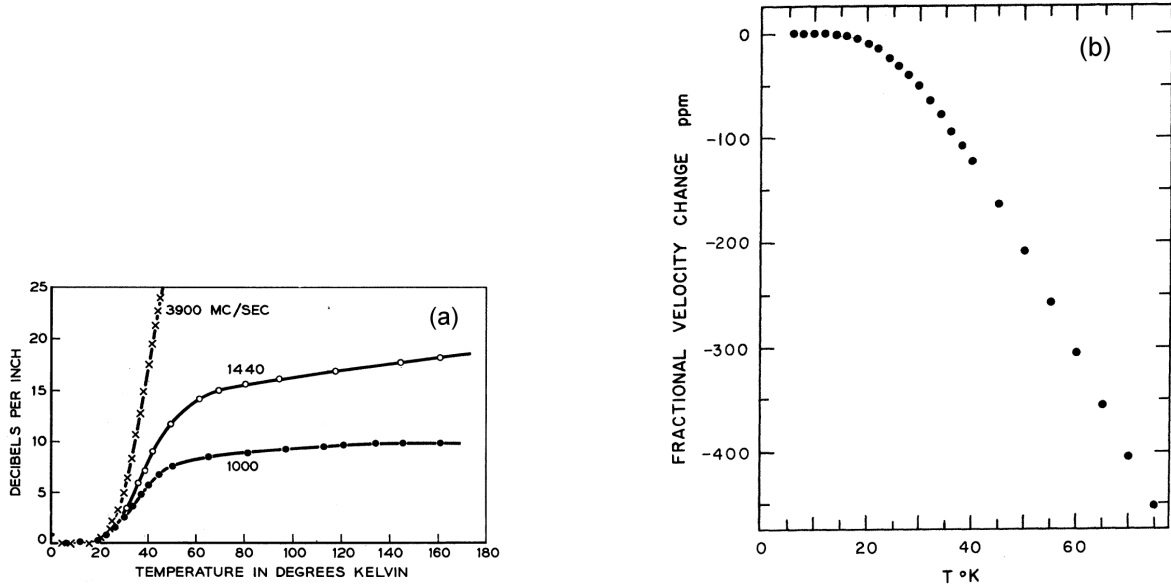 25
20
15
10
5
0
DECIBELS PER INCH
3900 MC/SEC
(a)
1440
1000
0 20 40 60 80 100 120 140 160 180
TEMPERATURE IN DEGREES KELVIN
0
-100
-200
-300
-400
FRACTIONAL VELOCITY CHANGE ppm
(b)
0 20 40 60
T °K